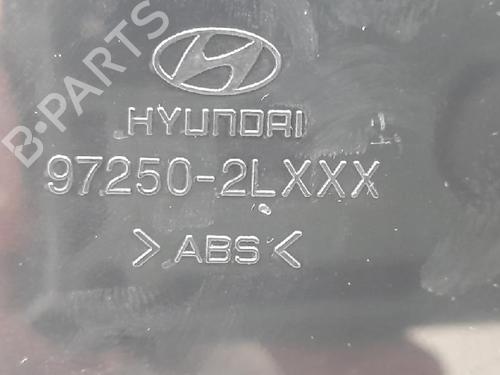 B-PARTS
HYUNDAI
97250-2LXXX
>ABS<